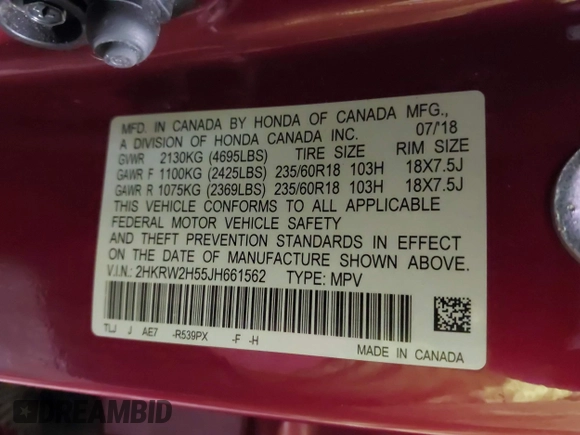 MFD. IN CANADA BY HONDA OF CANADA MFG.,
A DIVISION OF HONDA CANADA INC. 07/'18
GVWR 2130KG (4695LBS) TIRE SIZE RIM SIZE
GAWR F 1100KG (2425LBS) 235/60R18 103H 18X7.5J
GAWR R 1075KG (2369LBS) 235/60R18 103H 18X7.5J
THIS VEHICLE CONFORMS TO ALL APPLICABLE
FEDERAL MOTOR VEHICLE SAFETY
AND THEFT PREVENTION STANDARDS IN EFFECT
ON THE DATE OF MANUFACTURE SHOWN ABOVE.
V.I.N.: 2HKRW2H55JH661562 TYPE: MPV
TLJ J AE7 -R539PX -F -H
MADE IN CANADA
DREAMBID